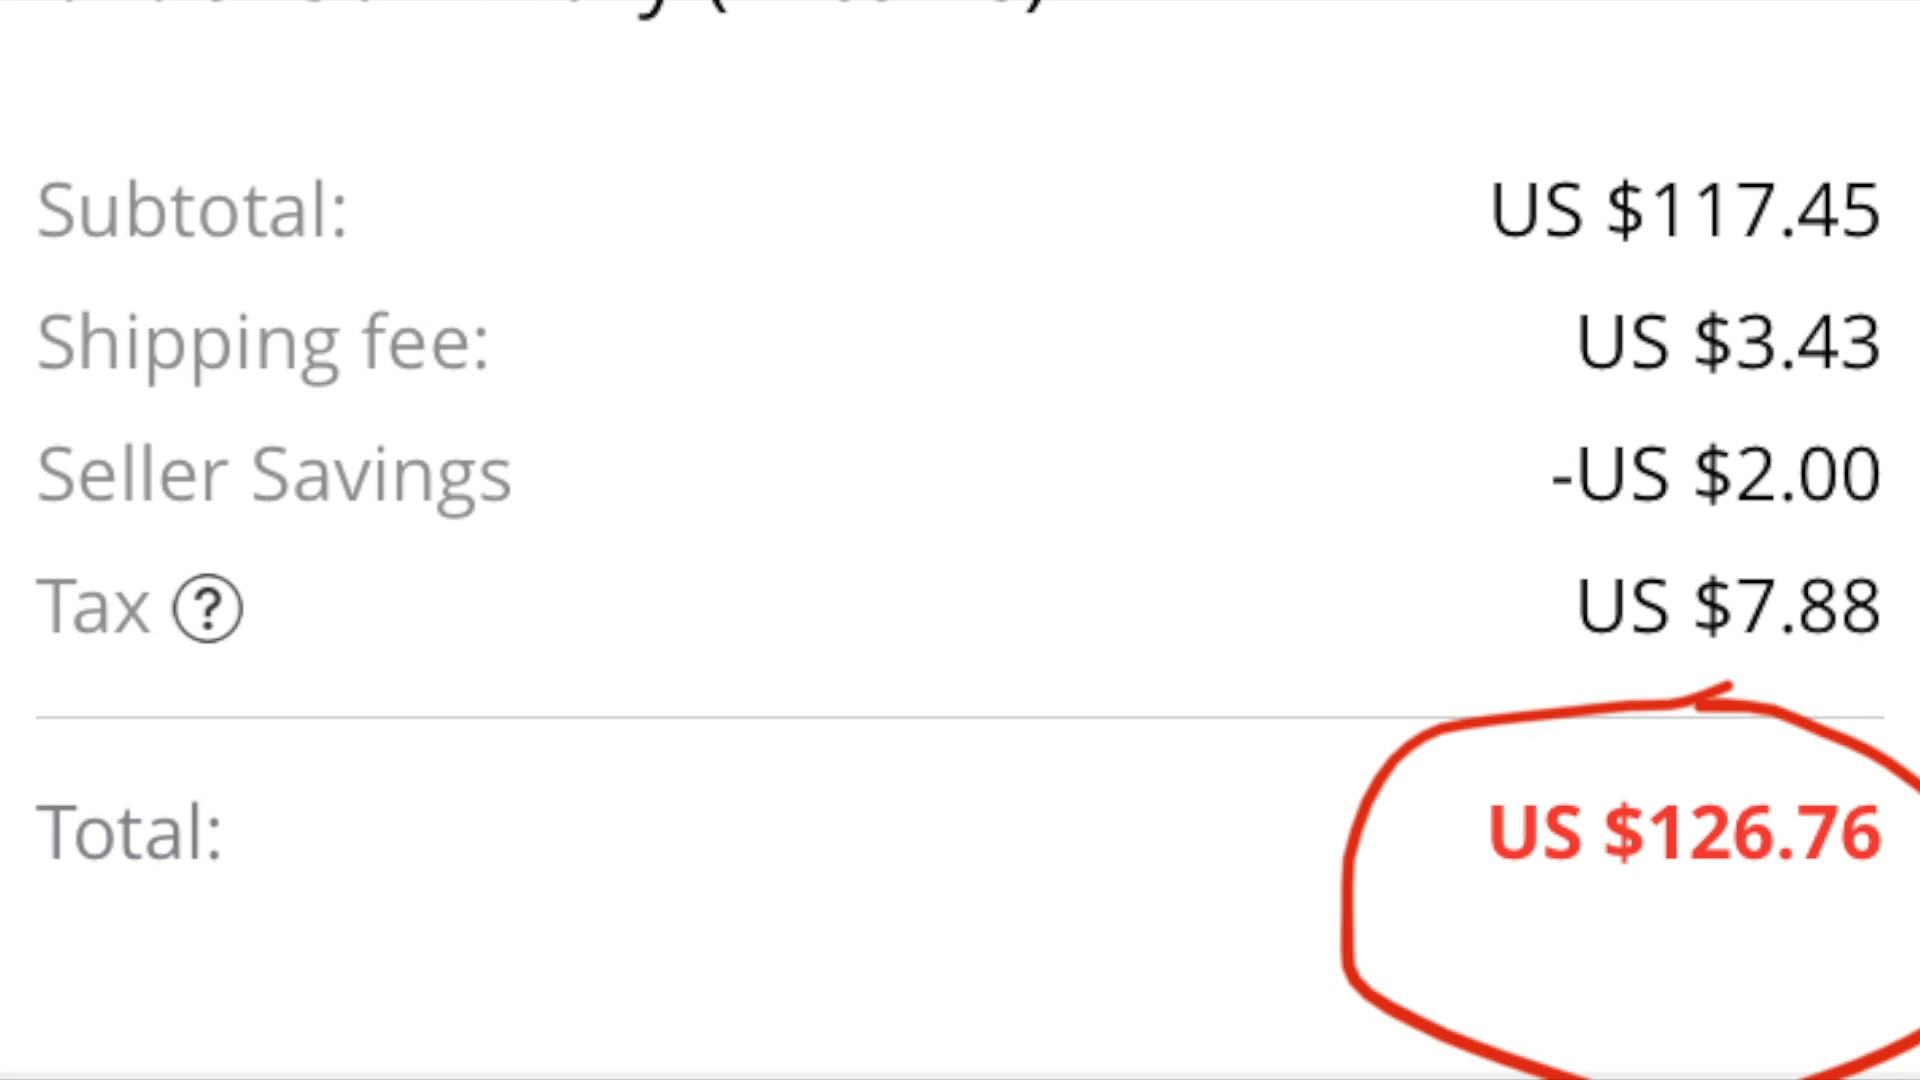 Subtotal: US $117.45
Shipping fee: US $3.43
Seller Savings -US $2.00
Tax ? US $7.88
Total: US $126.76